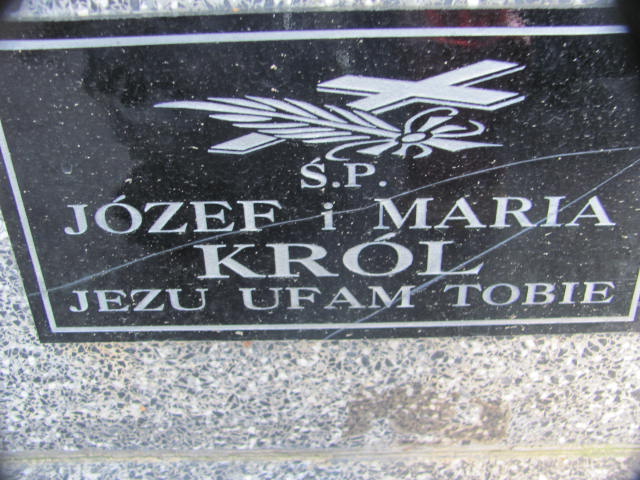 Ś.P.
JÓZEF i MARIA
KRÓL
JEZU UFAM TOBIE